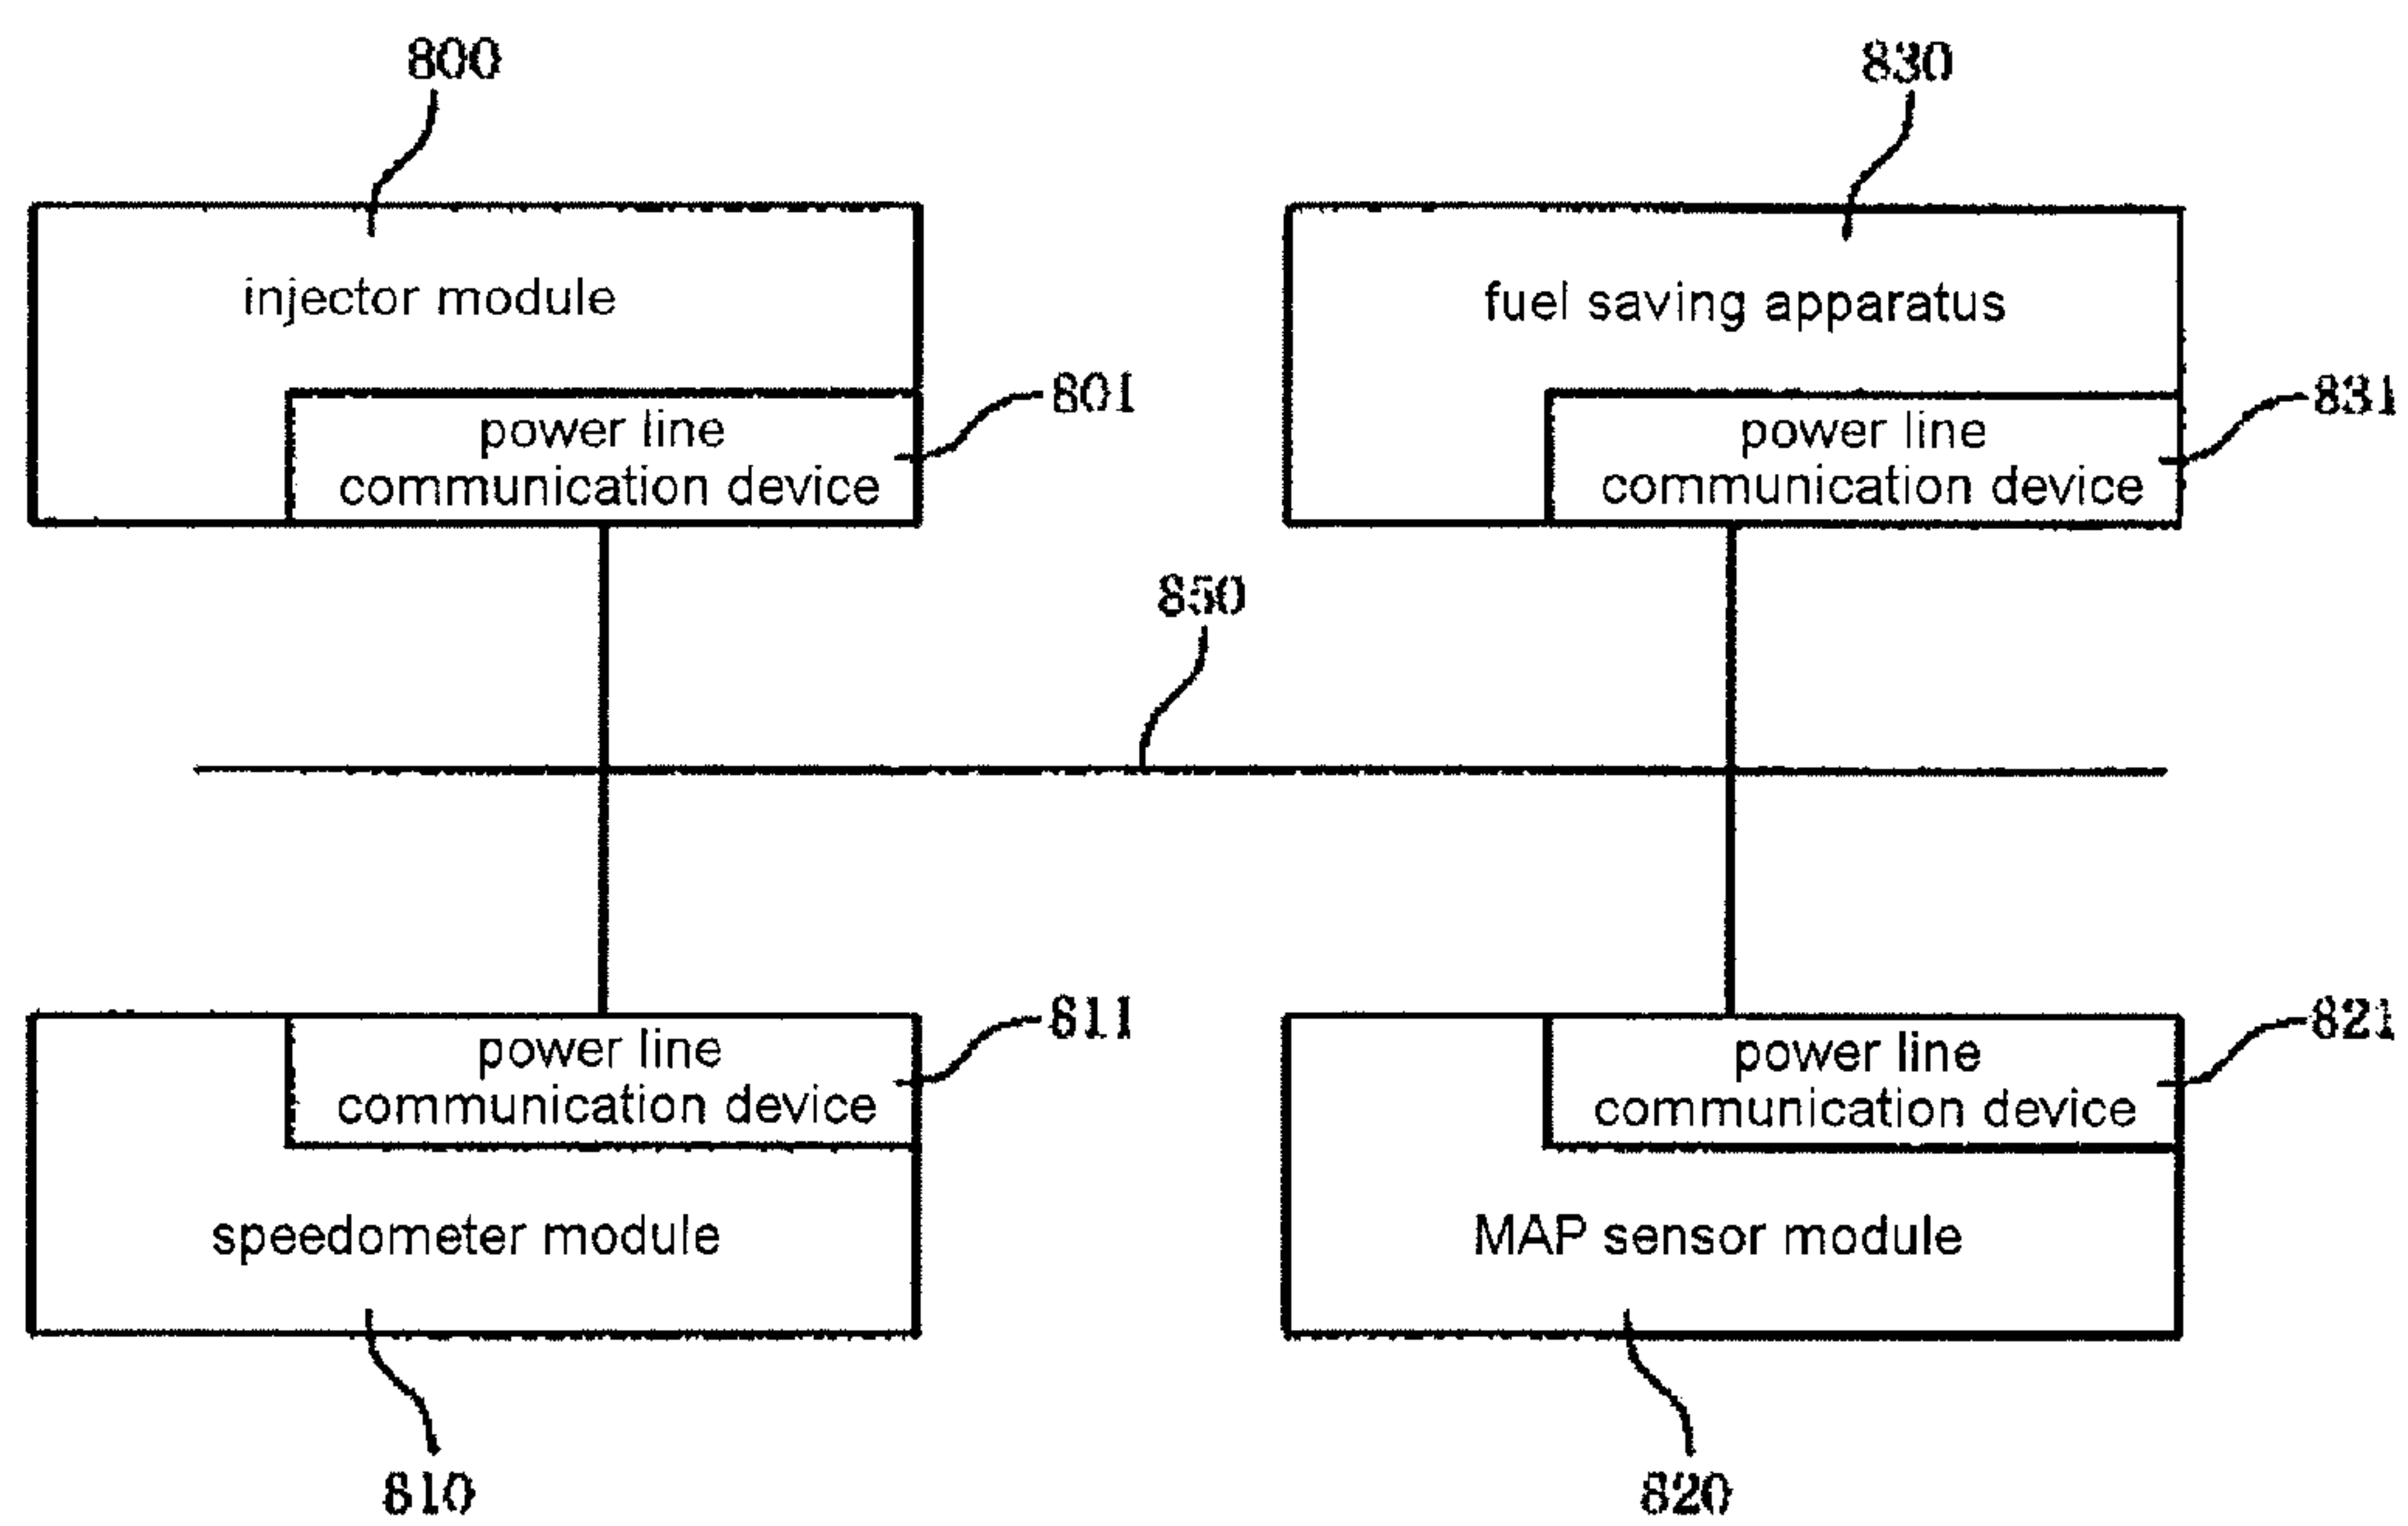 800
830
injector module
fuel saving apparatus
801
831
power line
communication device
power line
communication device
850
811
821
power line
communication device
power line
communication device
speedometer module
MAP sensor module
810
820